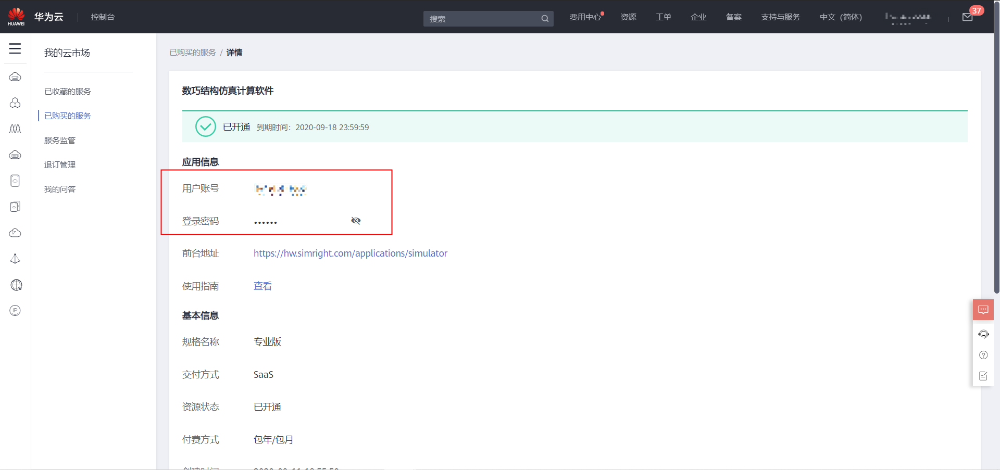 HUAWEI
华为云
控制台
搜索
费用中心
资源
工单
企业
备案
支持与服务
中文（简体）
37
我的云市场
已收藏的服务
已购买的服务
服务监管
退订管理
我的问答
已购买的服务 / 详情
数巧结构仿真计算软件
已开通 到期时间：2020-09-18 23:59:59
应用信息
用户账号
登录密码 ••••••
前台地址 https://hw.simright.com/applications/simulator
使用指南 查看
基本信息
规格名称 专业版
交付方式 SaaS
资源状态 已开通
付费方式 包年/包月
IP